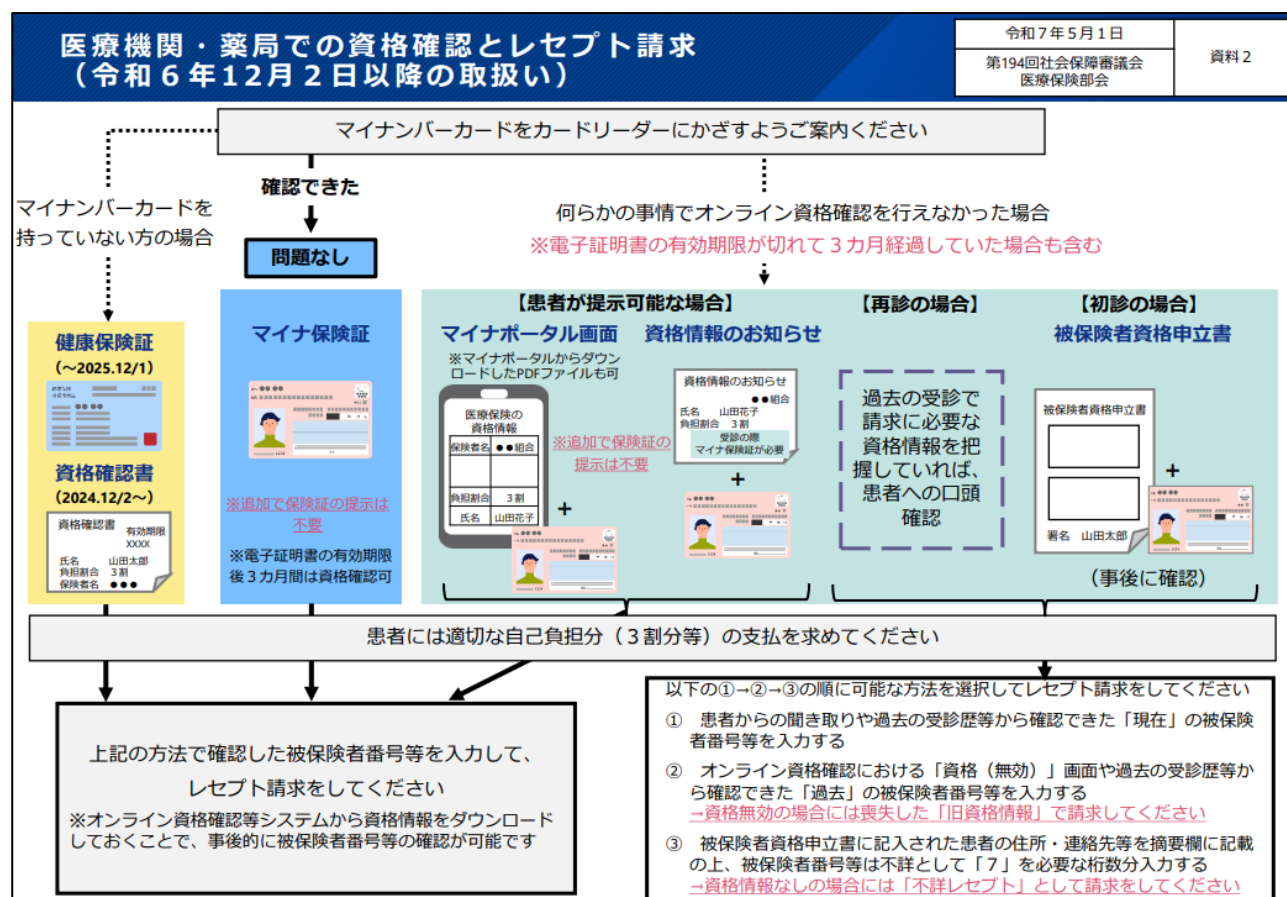 医療機関・薬局での資格確認とレセプト請求
（令和６年12月２日以降の取扱い）
令和７年５月１日
第194回社会保障審議会
医療保険部会
資料２
マイナンバーカードをカードリーダーにかざすようご案内ください
マイナンバーカードを
持っていない方の場合
確認できた
問題なし
何らかの事情でオンライン資格確認を行えなかった場合
※電子証明書の有効期限が切れて３カ月経過していた場合も含む
健康保険証
（～2025.12/1）
資格確認書
（2024.12/2～）
資格確認書
有効期限
XXXX
氏名 山田太郎
負担割合 ３割
保険者名 ●●●
マイナ保険証
※追加で保険証の提示は
不要
※電子証明書の有効期限
後３カ月間は資格確認可
【患者が提示可能な場合】
マイナポータル画面
※マイナポータルからダウン
ロードしたPDFファイルも可
医療保険の
資格情報
保険者名 ●●組合
負担割合 ３割
氏名 山田花子
+
※追加で保険証の
提示は不要
資格情報のお知らせ
資格情報のお知らせ
●●組合
氏名 山田花子
負担割合 ３割
受診の際
マイナ保険証が必要
+
【再診の場合】
過去の受診で
請求に必要な
資格情報を把
握していれば、
患者への口頭
確認
【初診の場合】
被保険者資格申立書
被保険者資格申立書
署名 山田太郎
+
（事後に確認）
患者には適切な自己負担分（３割分等）の支払を求めてください
上記の方法で確認した被保険者番号等を入力して、
レセプト請求をしてください
※オンライン資格確認等システムから資格情報をダウンロード
しておくことで、事後的に被保険者番号等の確認が可能です
以下の①→②→③の順に可能な方法を選択してレセプト請求をしてください
① 患者からの聞き取りや過去の受診歴等から確認できた「現在」の被保険
者番号等を入力する
② オンライン資格確認における「資格（無効）」画面や過去の受診歴等か
ら確認できた「過去」の被保険者番号等を入力する
→資格無効の場合には喪失した「旧資格情報」で請求してください
③ 被保険者資格申立書に記入された患者の住所・連絡先等を摘要欄に記載
の上、被保険者番号等は不詳として「７」を必要な桁数分入力する
→資格情報なしの場合には「不詳レセプト」として請求をしてください